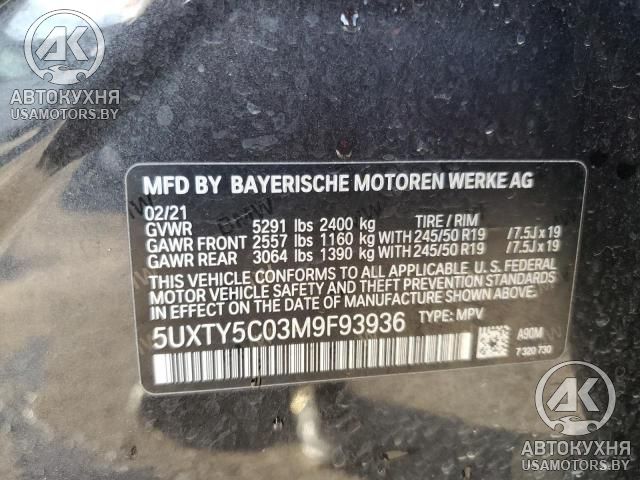 АВТОКУХНЯ
USAMOTORS.BY
MFD BY BAYERISCHE MOTOREN WERKE AG
02/21
GVWR 5291 lbs 2400 kg TIRE / RIM
GAWR FRONT 2557 lbs 1160 kg WITH 245/50 R19 /7.5J x 19
GAWR REAR 3064 lbs 1390 kg WITH 245/50 R19 /7.5J x 19
THIS VEHICLE CONFORMS TO ALL APPLICABLE U. S. FEDERAL
MOTOR VEHICLE SAFETY AND THEFT PREVENTION STANDARDS
IN EFFECT ON THE DATE OF MANUFACTURE SHOWN ABOVE.
5UXTY5C03M9F93936 TYPE: MPV
A90M
7 320 730
АВТОКУХНЯ
USAMOTORS.BY